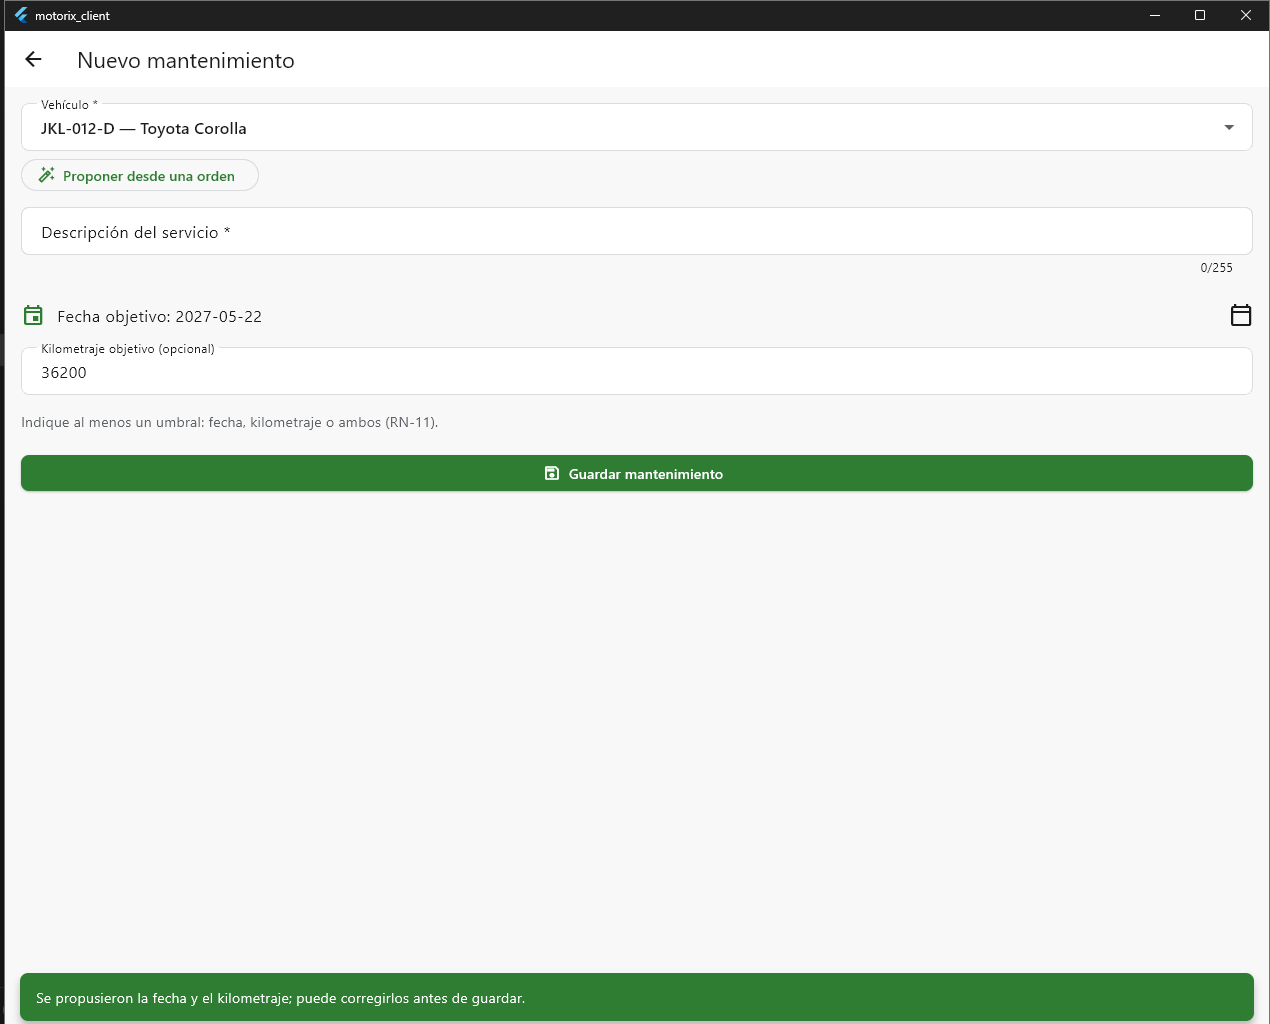 motorix_client
Nuevo mantenimiento
Vehículo *
JKL-012-D — Toyota Corolla
Proponer desde una orden
Descripción del servicio *
0/255
Fecha objetivo: 2027-05-22
Kilometraje objetivo (opcional)
36200
Indique al menos un umbral: fecha, kilometraje o ambos (RN-11).
Guardar mantenimiento
Se propusieron la fecha y el kilometraje; puede corregirlos antes de guardar.